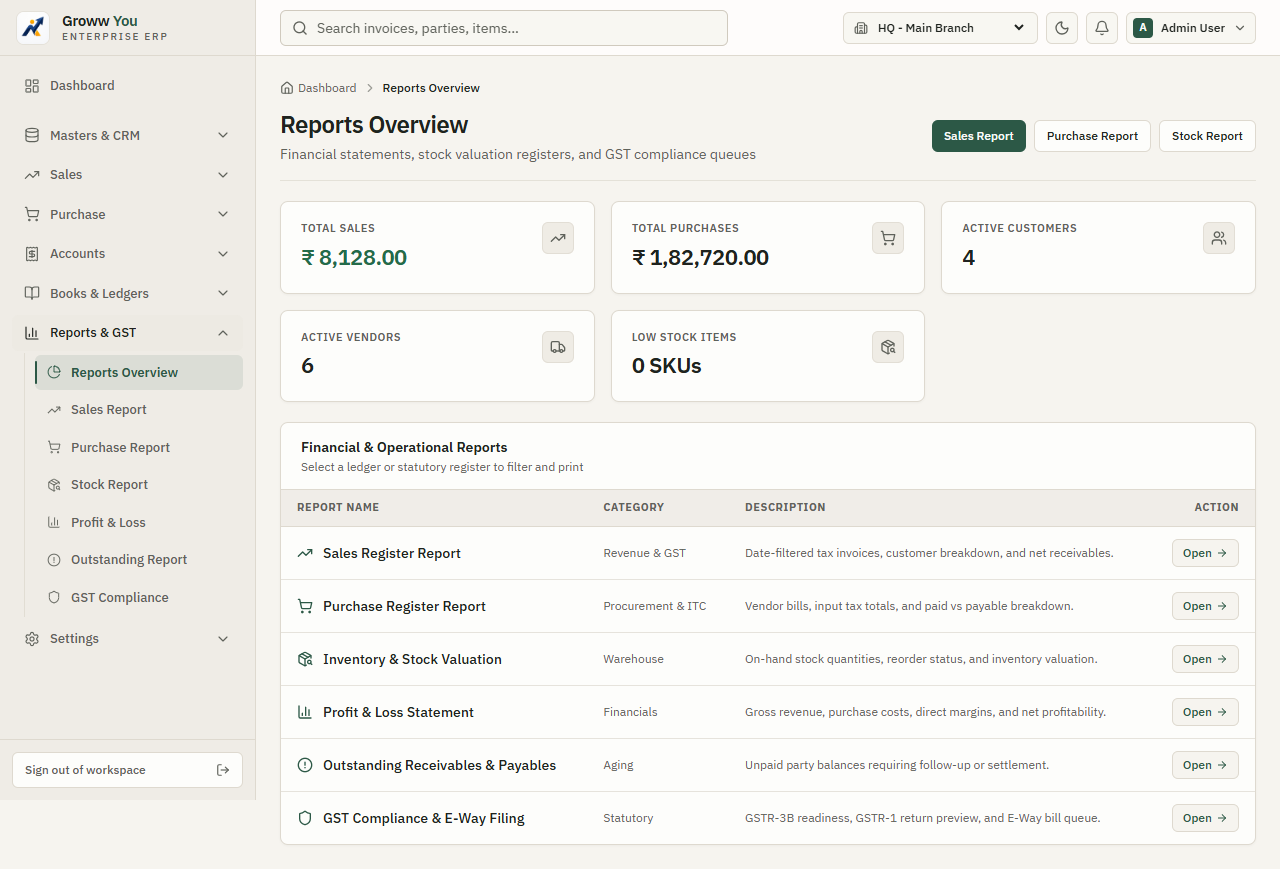 Groww You
ENTERPRISE ERP
Search invoices, parties, items...
HQ - Main Branch
A
Admin User
Dashboard
Masters & CRM
Sales
Purchase
Accounts
Books & Ledgers
Reports & GST
Reports Overview
Sales Report
Purchase Report
Stock Report
Profit & Loss
Outstanding Report
GST Compliance
Settings
Sign out of workspace
Dashboard > Reports Overview
Reports Overview
Financial statements, stock valuation registers, and GST compliance queues
Sales Report
Purchase Report
Stock Report
TOTAL SALES
₹ 8,128.00
TOTAL PURCHASES
₹ 1,82,720.00
ACTIVE CUSTOMERS
4
ACTIVE VENDORS
6
LOW STOCK ITEMS
0 SKUs
Financial & Operational Reports
Select a ledger or statutory register to filter and print
REPORT NAME CATEGORY DESCRIPTION ACTION
Sales Register Report Revenue & GST Date-filtered tax invoices, customer breakdown, and net receivables. Open →
Purchase Register Report Procurement & ITC Vendor bills, input tax totals, and paid vs payable breakdown. Open →
Inventory & Stock Valuation Warehouse On-hand stock quantities, reorder status, and inventory valuation. Open →
Profit & Loss Statement Financials Gross revenue, purchase costs, direct margins, and net profitability. Open →
Outstanding Receivables & Payables Aging Unpaid party balances requiring follow-up or settlement. Open →
GST Compliance & E-Way Filing Statutory GSTR-3B readiness, GSTR-1 return preview, and E-Way bill queue. Open →